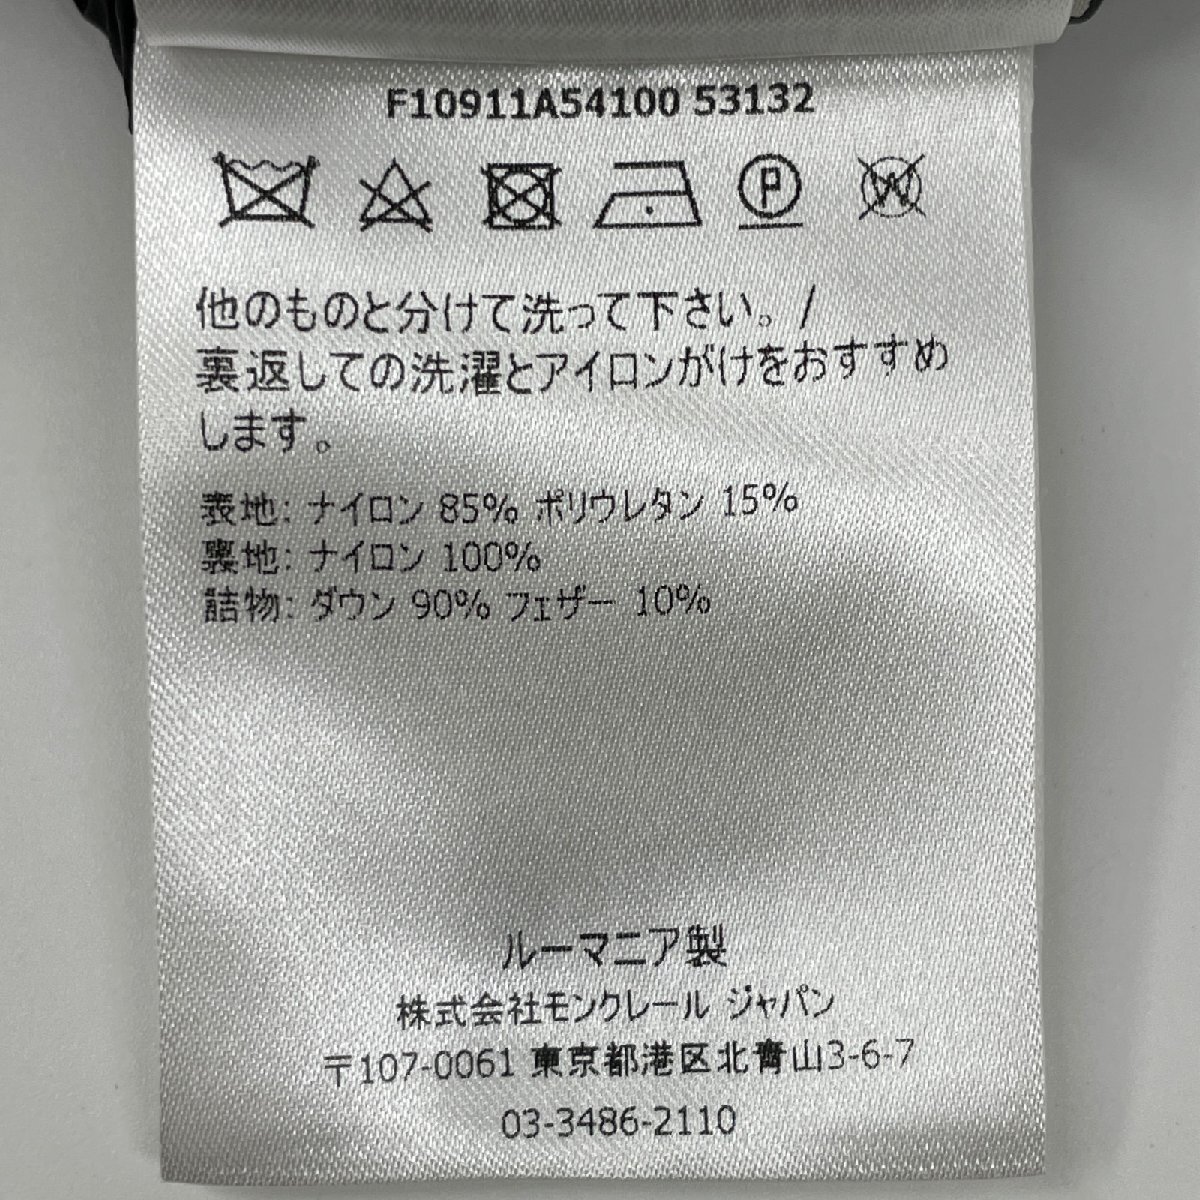 F10911A54100 53132
P W
他のものと分けて洗って下さい。/
裏返しての洗濯とアイロンがけをおすすめ
します。
表地: ナイロン 85% ポリウレタン 15%
裏地: ナイロン 100%
詰物: ダウン 90% フェザー 10%
ルーマニア製
株式会社モンクレール ジャパン
〒107-0061 東京都港区北青山3-6-7
03-3486-2110